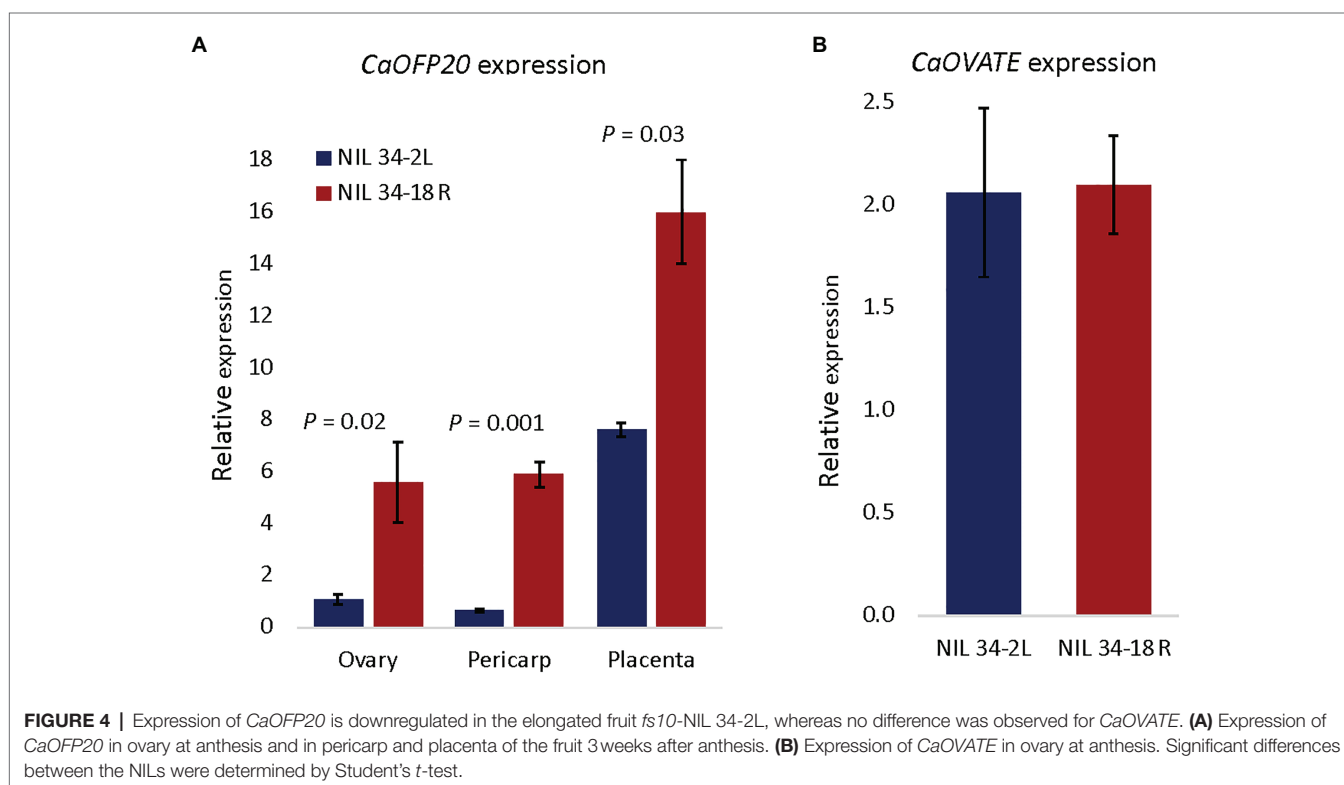 A
CaOFP20 expression
NIL 34-2L
NIL 34-18R
P = 0.03
P = 0.02
P = 0.001
Relative expression
18
16
14
12
10
8
6
4
2
0
Ovary Pericarp Placenta
B
CaOVATE expression
Relative expression
2.5
2.0
1.5
1.0
0.5
0.0
NIL 34-2L NIL 34-18R
FIGURE 4 | Expression of CaOFP20 is downregulated in the elongated fruit fs10-NIL 34-2L, whereas no difference was observed for CaOVATE. (A) Expression of
CaOFP20 in ovary at anthesis and in pericarp and placenta of the fruit 3 weeks after anthesis. (B) Expression of CaOVATE in ovary at anthesis. Significant differences
between the NILs were determined by Student's t-test.